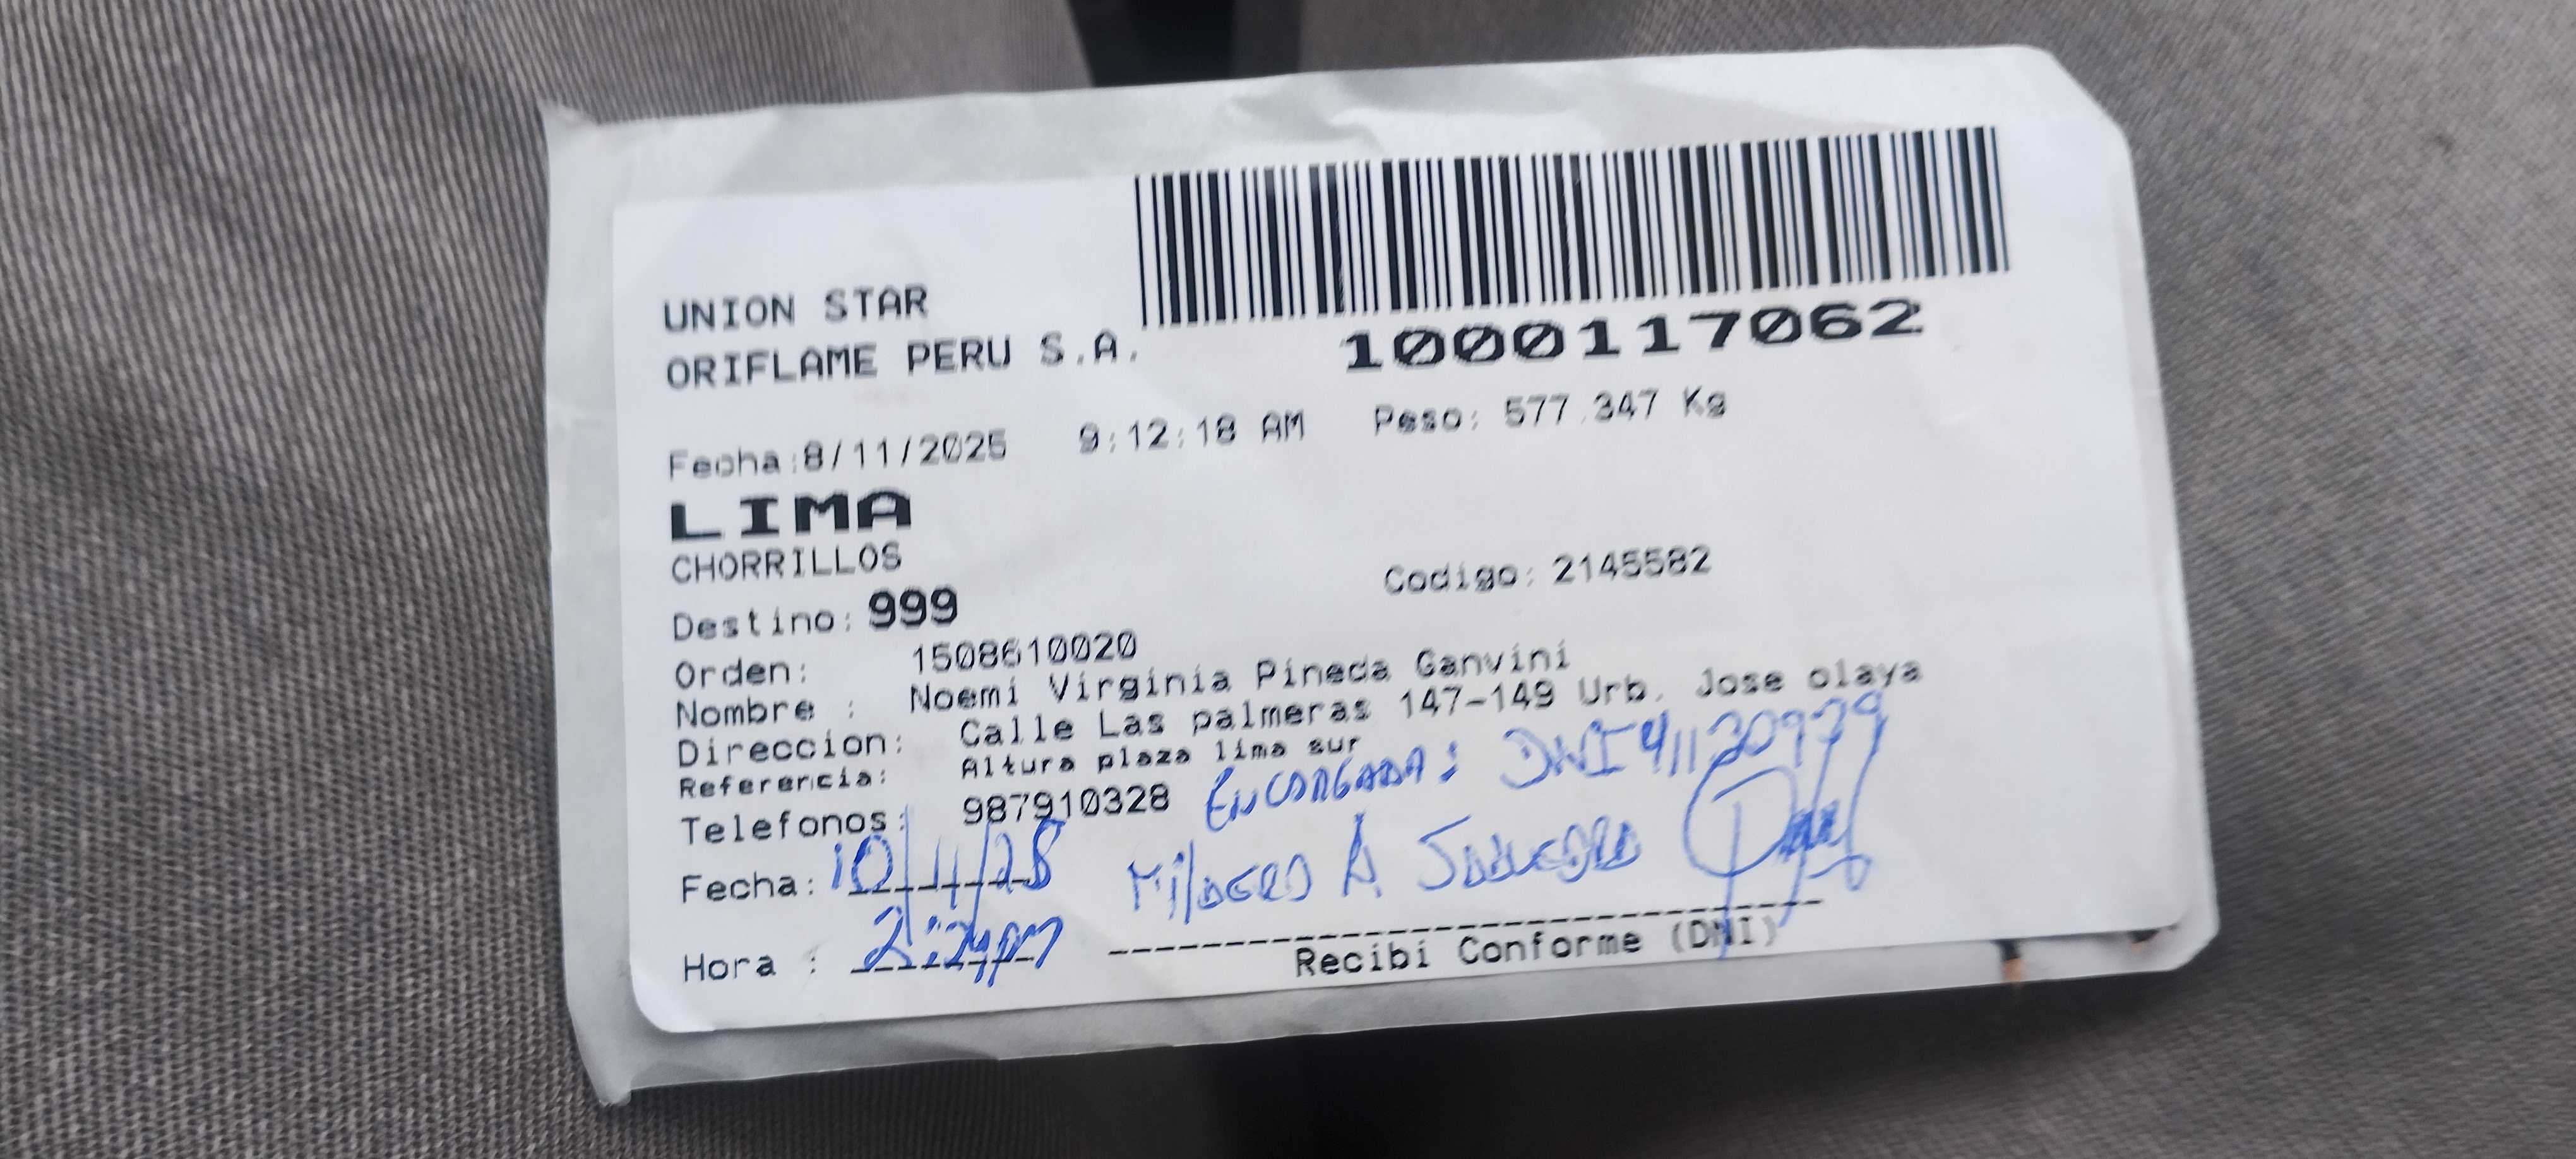 UNION STAR
ORIFLAME PERU S.A.
1000117062
Fecha:8/11/2025 9:12:18 AM Peso: 577.347 Kg
LIMA
CHORRILLOS
Codigo: 2145582
Destino: 999
Orden: 1508610020
Nombre : Noemi Virginia Pineda Ganvini
Direccion: Calle Las palmeras 147-149 Urb. Jose olaya
Referencia: Altura plaza lima sur
Telefonos: 987910328
ENCARGADA: DNI
Fecha: 10/11/25
Hora : 2:24pm
Recibi Conforme (DNI)